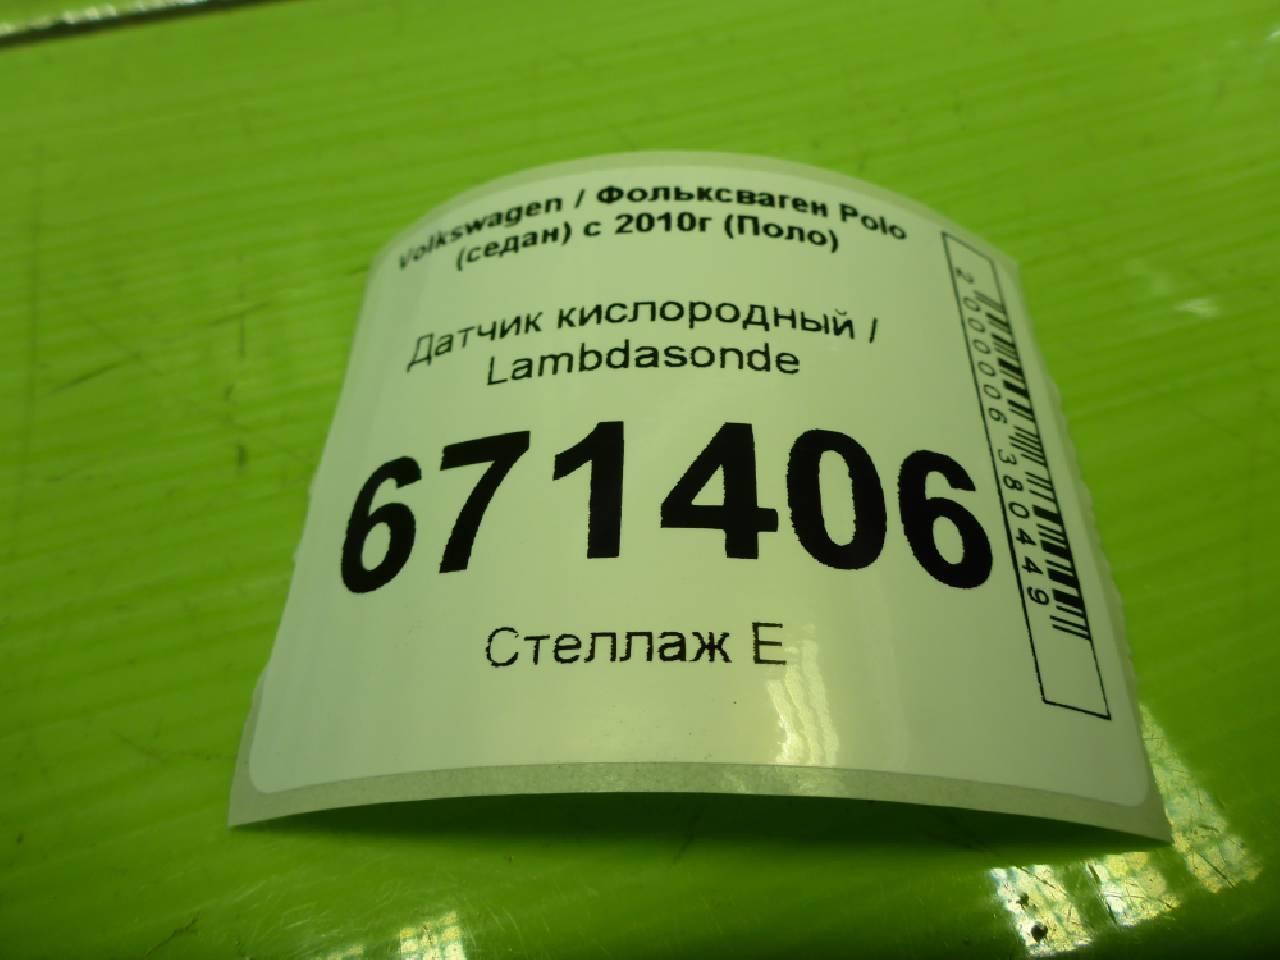 Volkswagen / Фольксваген Polo
(седан) с 2010г (Поло)
Датчик кислородный /
Lambdasonde
671406
Стеллаж E
2000006380449